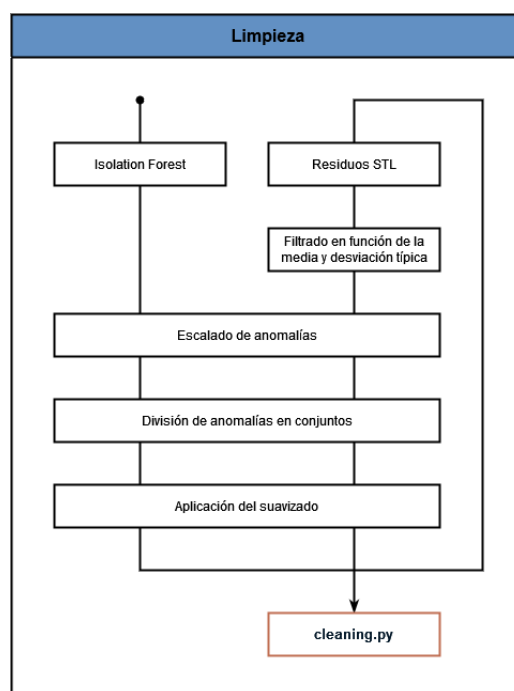 Limpieza
Isolation Forest
Residuos STL
Filtrado en función de la
media y desviación típica
Escalado de anomalías
División de anomalías en conjuntos
Aplicación del suavizado
cleaning.py